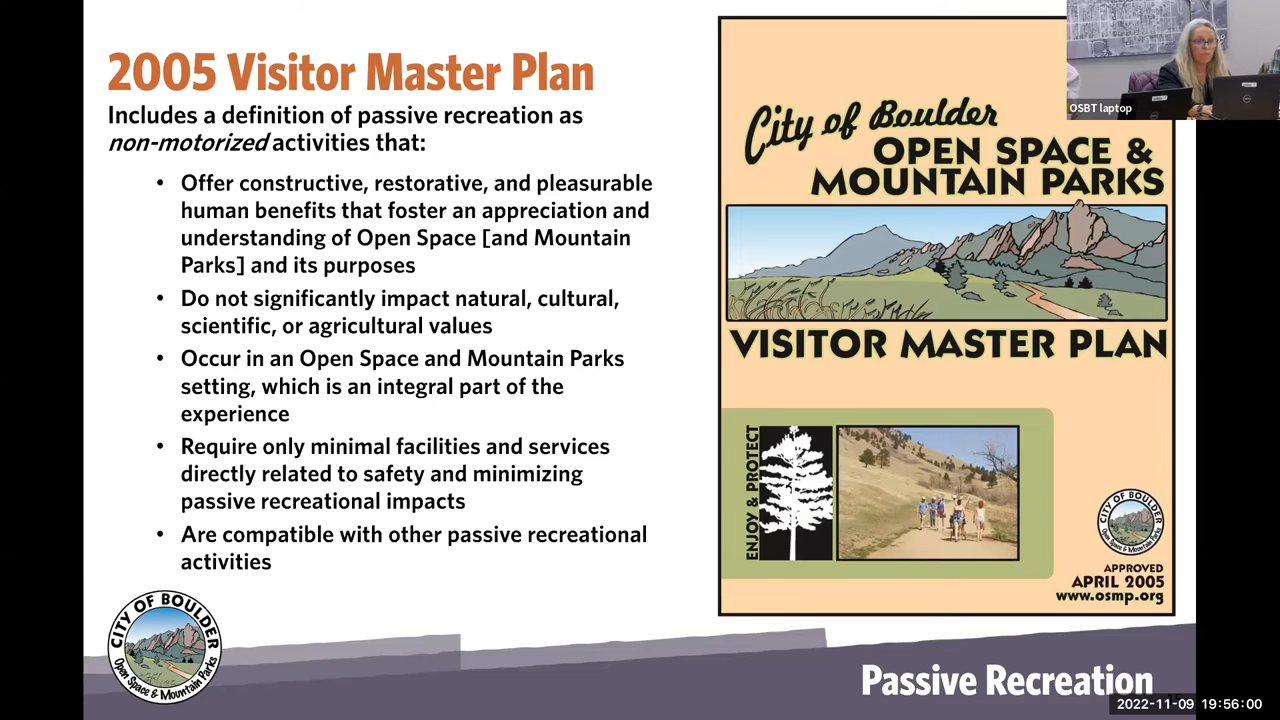 2005 Visitor Master Plan
Includes a definition of passive recreation as
non-motorized activities that:
• Offer constructive, restorative, and pleasurable
human benefits that foster an appreciation and
understanding of Open Space [and Mountain
Parks] and its purposes
• Do not significantly impact natural, cultural,
scientific, or agricultural values
• Occur in an Open Space and Mountain Parks
setting, which is an integral part of the
experience
• Require only minimal facilities and services
directly related to safety and minimizing
passive recreational impacts
• Are compatible with other passive recreational
activities
CITY OF BOULDER
Open Space & Mountain Parks
OSBT laptop
City of Boulder
OPEN SPACE &
MOUNTAIN PARKS
VISITOR MASTER PLAN
ENJOY & PROTECT
CITY OF BOULDER
Open Space & Mountain Parks
APPROVED
APRIL 2005
www.osmp.org
Passive Recreation
2022-11-09 19:56:00